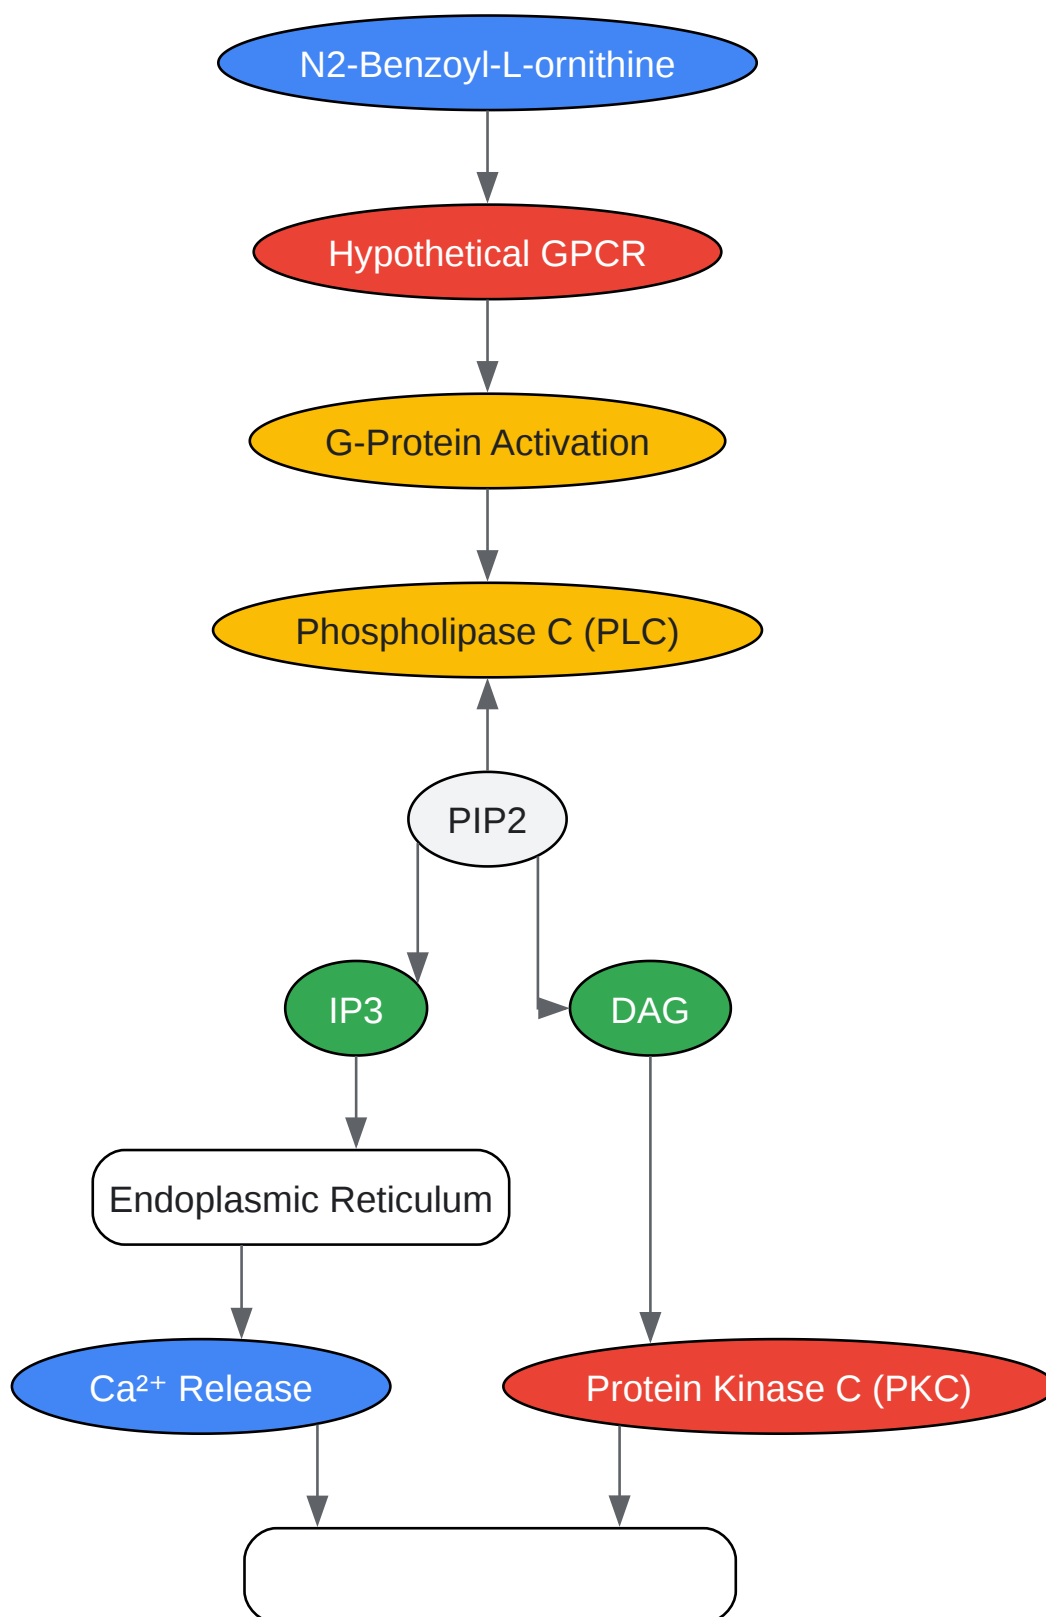 N2-Benzoyl-L-ornithine
Hypothetical GPCR
G-Protein Activation
Phospholipase C (PLC)
PIP2
IP3
DAG
Endoplasmic Reticulum
Ca²⁺ Release
Protein Kinase C (PKC)